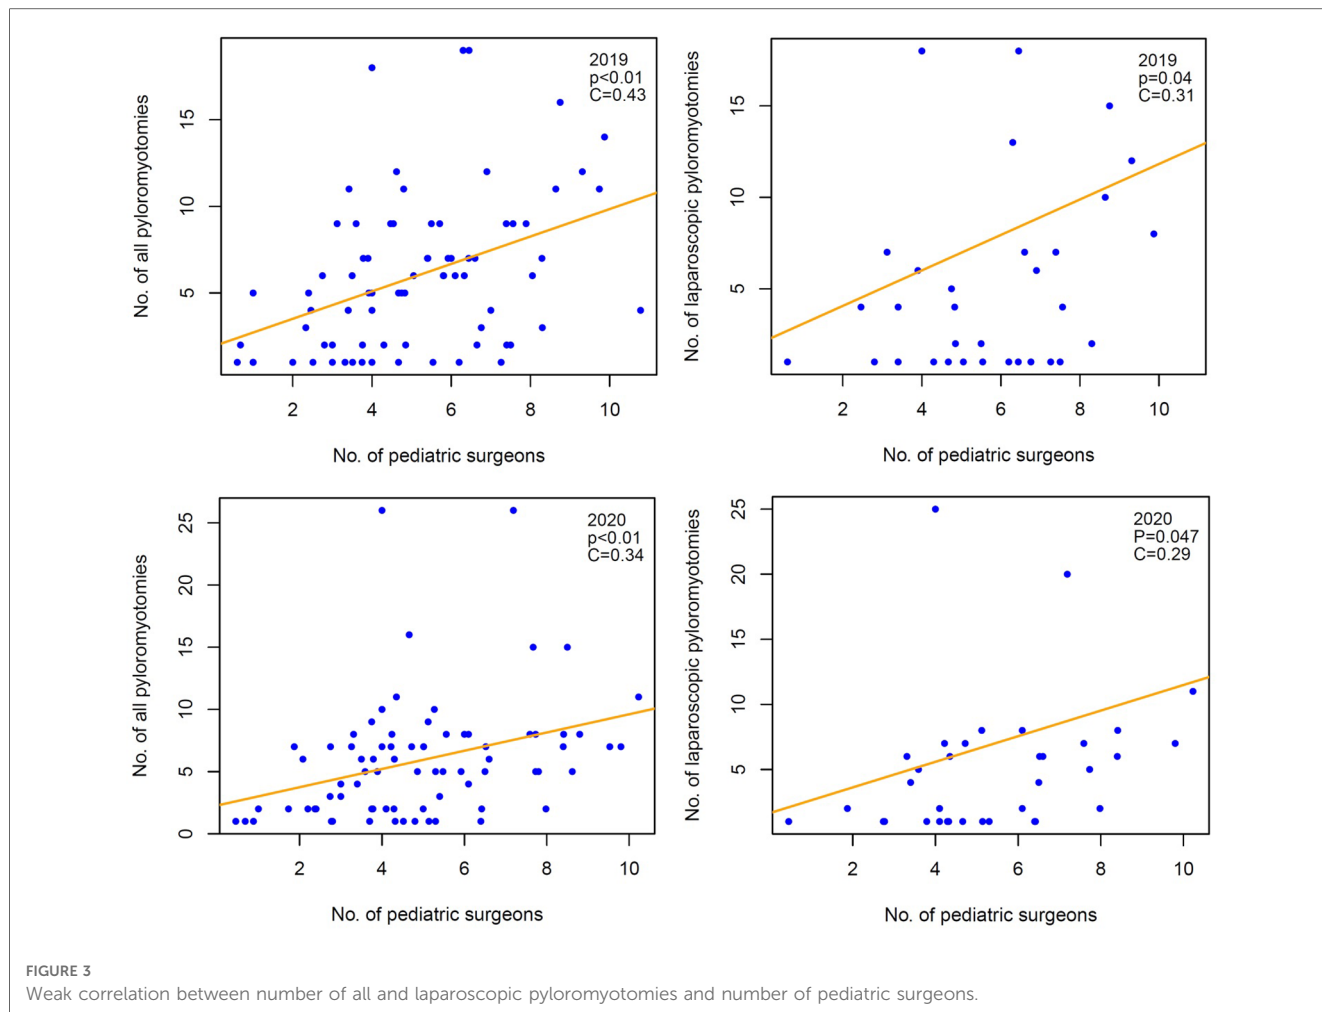 2019
p<0.01
C=0.43
No. of all pyloromyotomies
15
10
5
2 4 6 8 10
No. of pediatric surgeons
2019
p=0.04
C=0.31
No. of laparoscopic pyloromyotomies
15
10
5
2 4 6 8 10
No. of pediatric surgeons
2020
p<0.01
C=0.34
No. of all pyloromyotomies
25
20
15
10
5
0
2 4 6 8 10
No. of pediatric surgeons
2020
P=0.047
C=0.29
No. of laparoscopic pyloromyotomies
25
20
15
10
5
2 4 6 8 10
No. of pediatric surgeons
FIGURE 3
Weak correlation between number of all and laparoscopic pyloromyotomies and number of pediatric surgeons.